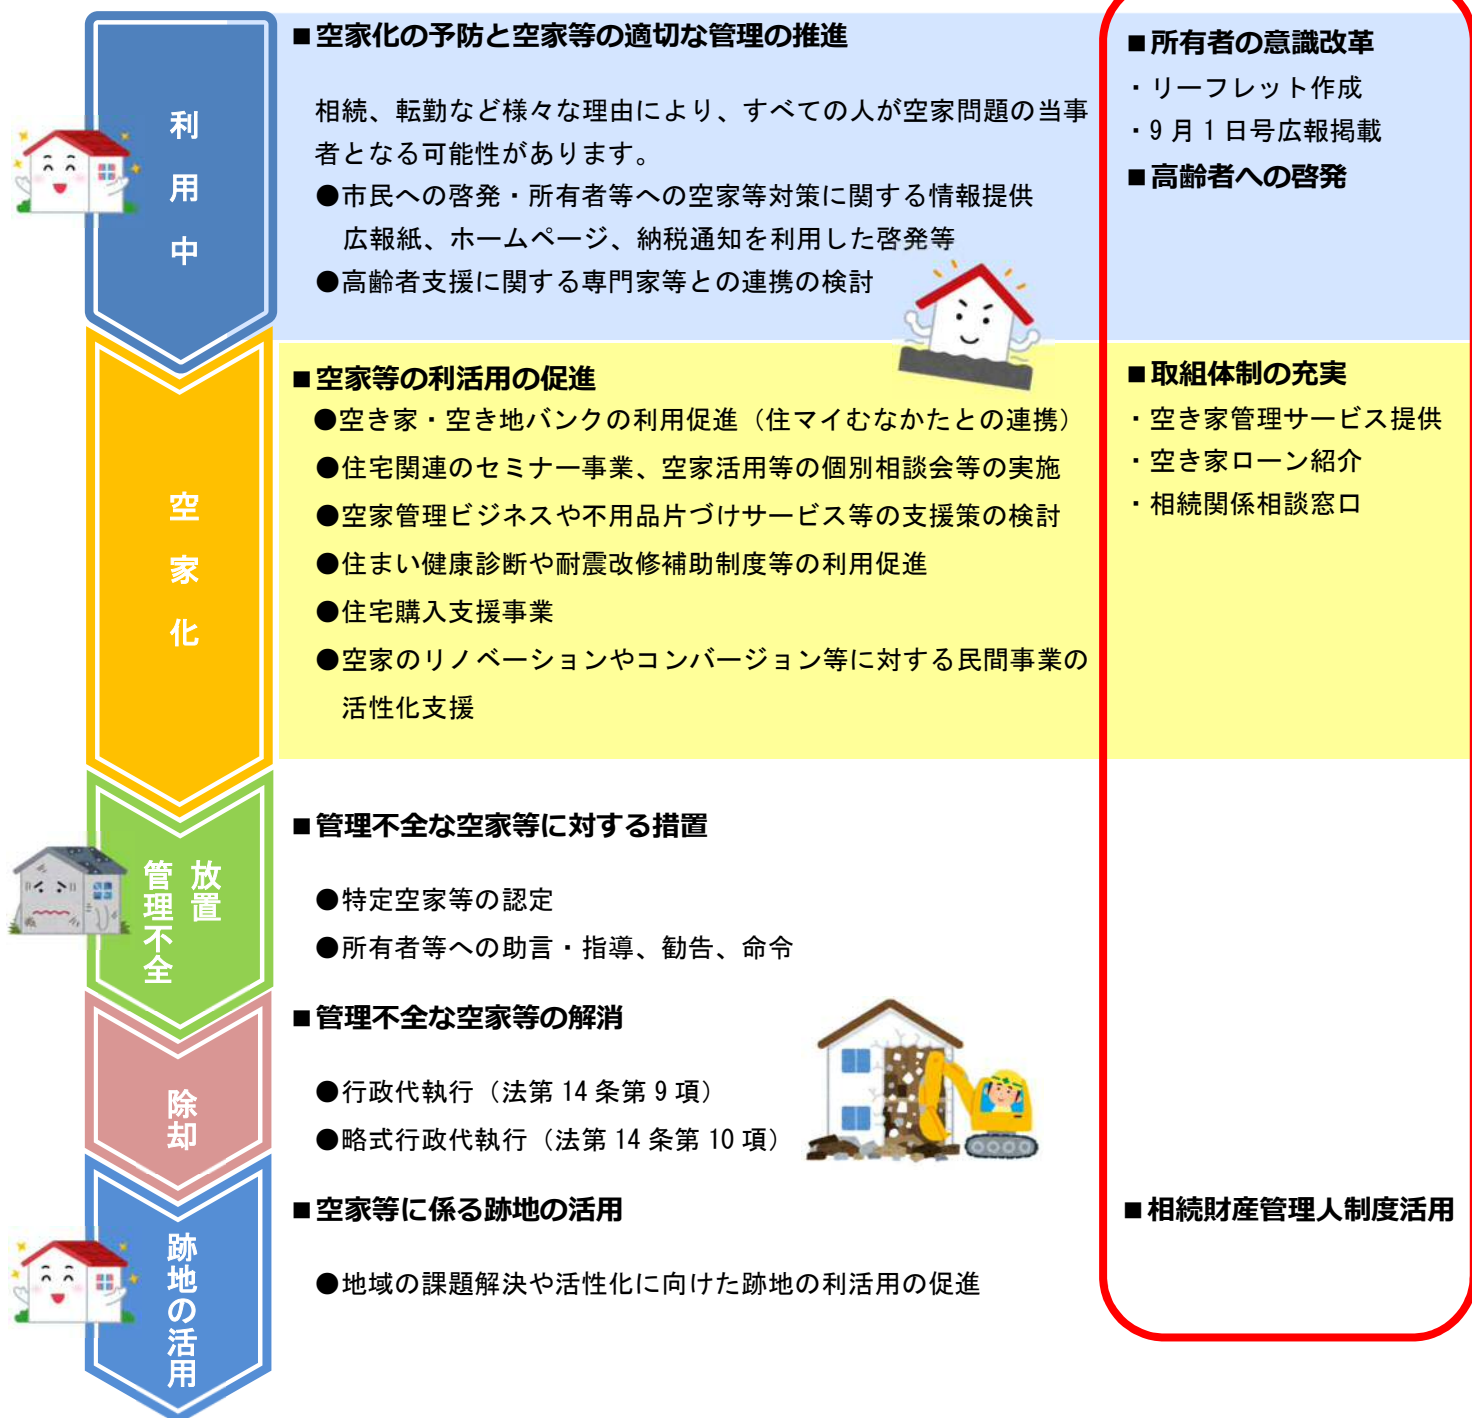 利用中
■空家化の予防と空家等の適切な管理の推進
相続、転勤など様々な理由により、すべての人が空家問題の当事
者となる可能性があります。
●市民への啓発・所有者等への空家等対策に関する情報提供
広報紙、ホームページ、納税通知を利用した啓発等
●高齢者支援に関する専門家等との連携の検討
■所有者の意識改革
・リーフレット作成
・9月1日号広報掲載
■高齢者への啓発
空家化
■空家等の利活用の促進
●空き家・空き地バンクの利用促進（住マイむなかたとの連携）
●住宅関連のセミナー事業、空家活用等の個別相談会等の実施
●空家管理ビジネスや不用品片づけサービス等の支援策の検討
●住まい健康診断や耐震改修補助制度等の利用促進
●住宅購入支援事業
●空家のリノベーションやコンバージョン等に対する民間事業の
活性化支援
■取組体制の充実
・空き家管理サービス提供
・空き家ローン紹介
・相続関係相談窓口
放置
管理不全
■管理不全な空家等に対する措置
●特定空家等の認定
●所有者等への助言・指導、勧告、命令
除却
■管理不全な空家等の解消
●行政代執行（法第14条第9項）
●略式行政代執行（法第14条第10項）
跡地の活用
■空家等に係る跡地の活用
●地域の課題解決や活性化に向けた跡地の利活用の促進
■相続財産管理人制度活用